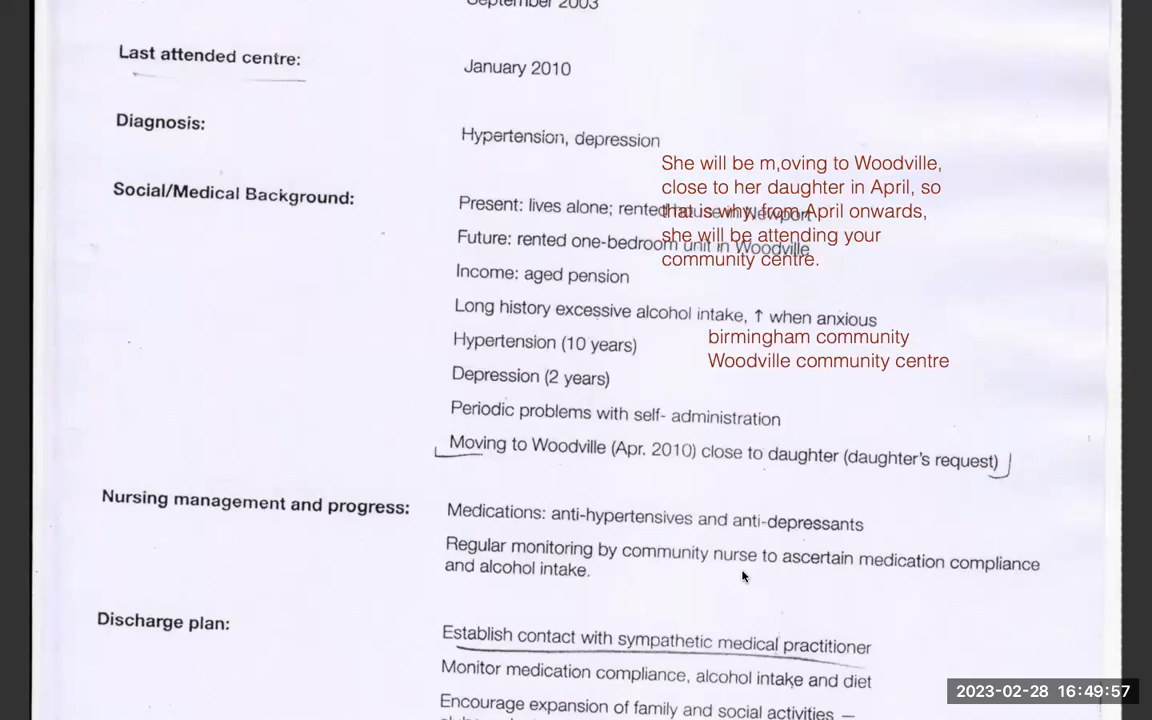 September 2003
Last attended centre:
January 2010
Diagnosis:
Hypertension, depression
She will be m,oving to Woodville,
close to her daughter in April, so
that is why, from April onwards,
she will be attending your
community centre.
Social/Medical Background:
Present: lives alone; rented house in Newport
Future: rented one-bedroom unit in Woodville
Income: aged pension
Long history excessive alcohol intake, ↑ when anxious
birmingham community
Woodville community centre
Hypertension (10 years)
Depression (2 years)
Periodic problems with self- administration
Moving to Woodville (Apr. 2010) close to daughter (daughter's request)
Nursing management and progress:
Medications: anti-hypertensives and anti-depressants
Regular monitoring by community nurse to ascertain medication compliance
and alcohol intake.
Discharge plan:
Establish contact with sympathetic medical practitioner
Monitor medication compliance, alcohol intake and diet
Encourage expansion of family and social activities —
2023-02-28 16:49:57